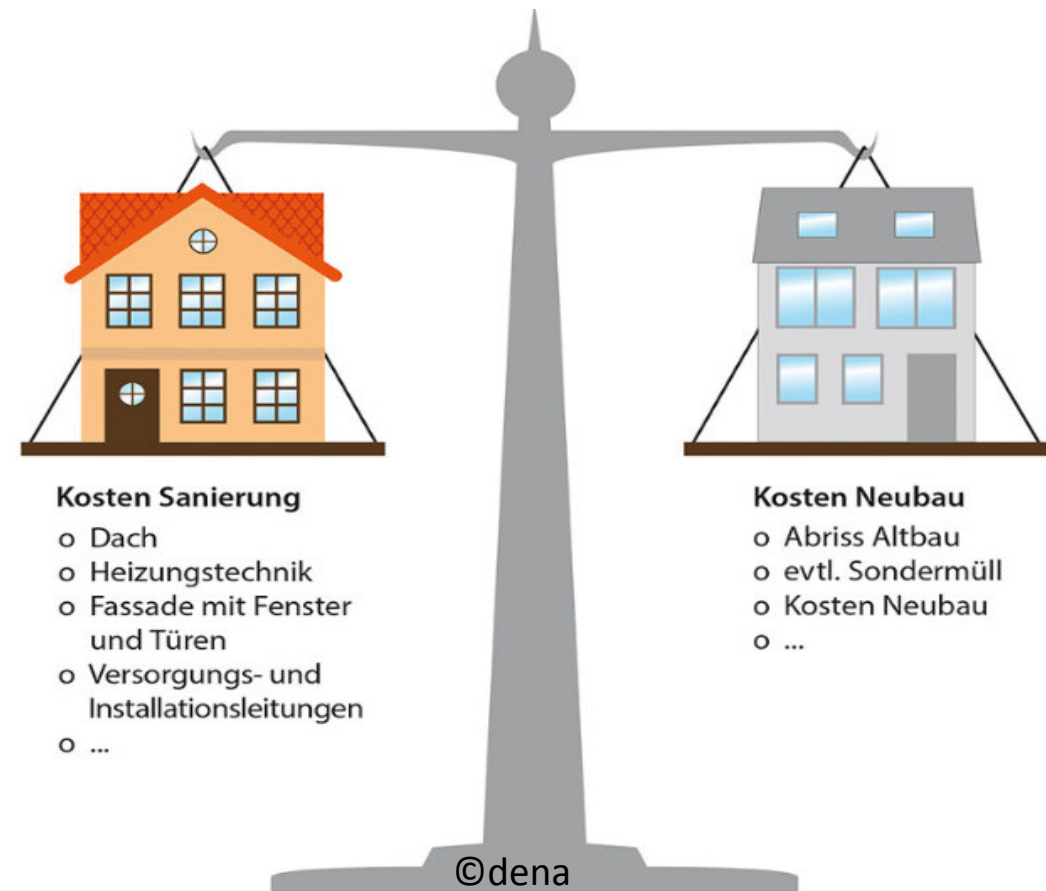 Kosten Sanierung
o Dach
o Heizungstechnik
o Fassade mit Fenster
und Türen
o Versorgungs- und
Installationsleitungen
o ...
Kosten Neubau
o Abriss Altbau
o evtl. Sondermüll
o Kosten Neubau
o ...
©dena